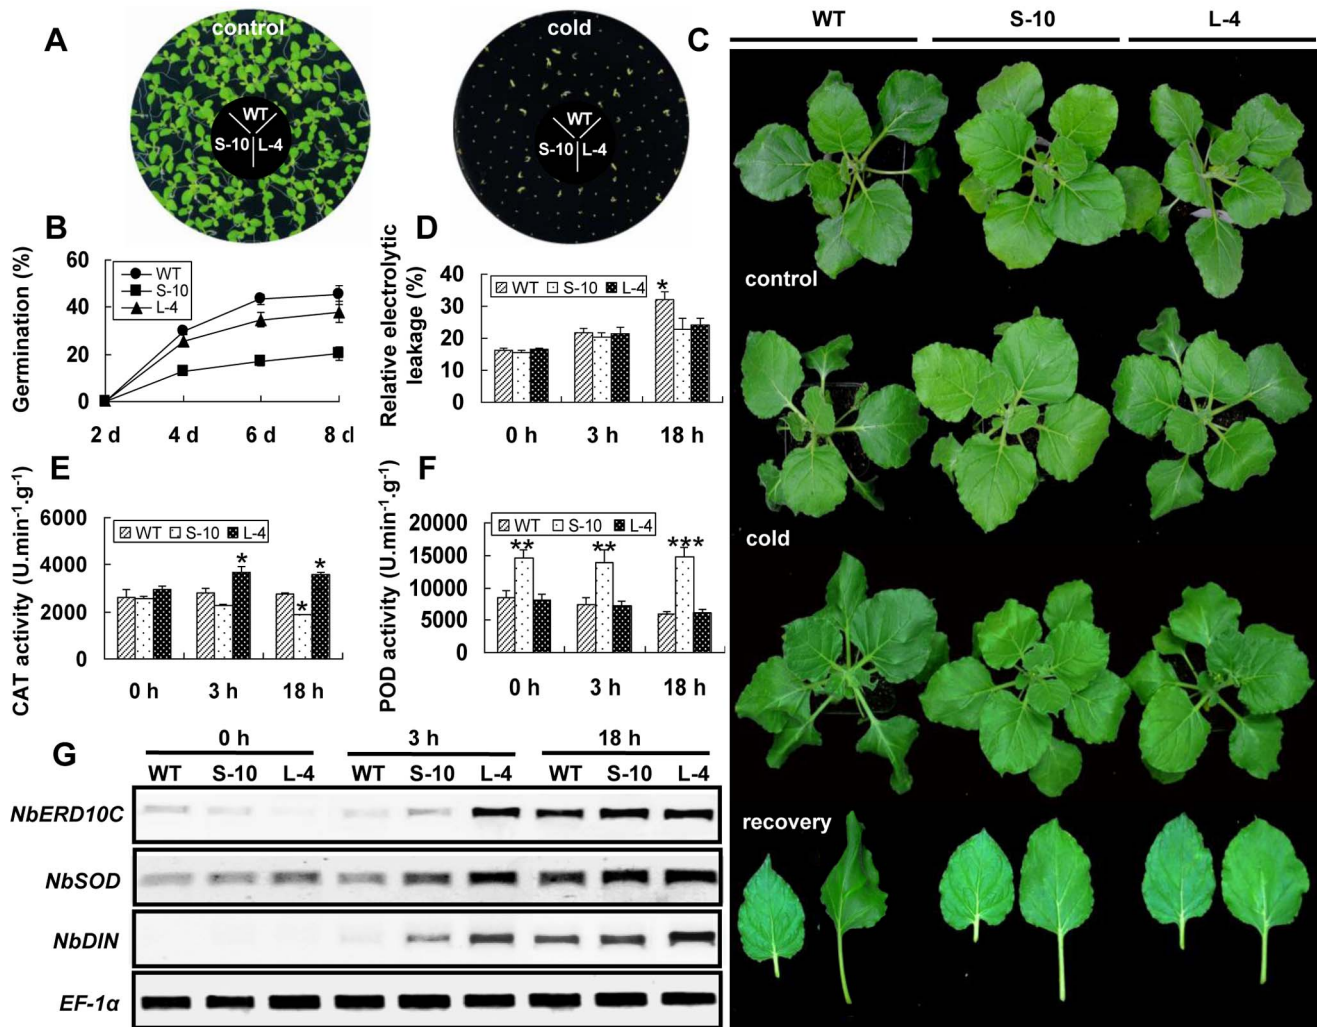 A
control
WT
S-10
L-4
cold
WT
S-10
L-4
B
Germination (%)
60
40
20
0
WT
S-10
L-4
2 d
4 d
6 d
8 d
D
Relative electrolytic
leakage (%)
40
30
20
10
0
WT
S-10
L-4
*
0 h
3 h
18 h
E
CAT activity (U.min-1.g-1)
6000
4000
2000
0
WT
S-10
L-4
*
*
*
0 h
3 h
18 h
F
POD activity (U.min-1.g-1)
20000
15000
10000
5000
0
WT
S-10
L-4
**
**
***
0 h
3 h
18 h
G
0 h
3 h
18 h
WT S-10 L-4 WT S-10 L-4 WT S-10 L-4
NbERD10C
NbSOD
NbDIN
EF-1α
C
WT
S-10
L-4
control
cold
recovery